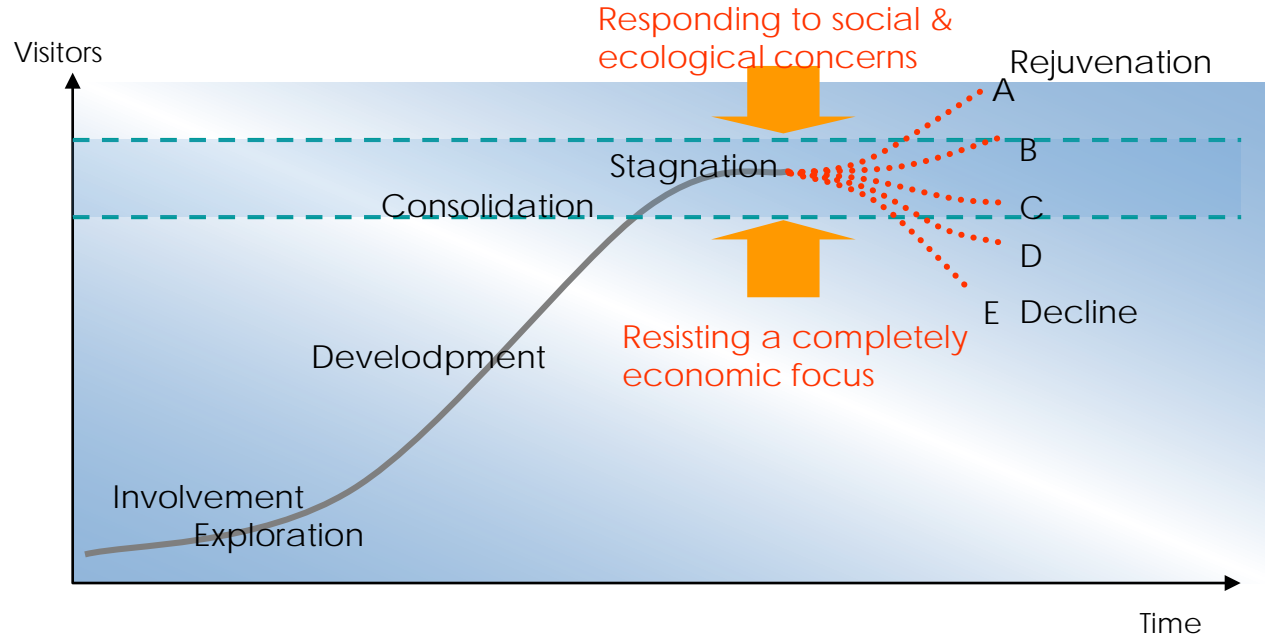 Responding to social &
ecological concerns
Visitors
Rejuvenation
A
B
Stagnation
Consolidation
C
D
E Decline
Resisting a completely
economic focus
Develodpment
Involvement
Exploration
Time